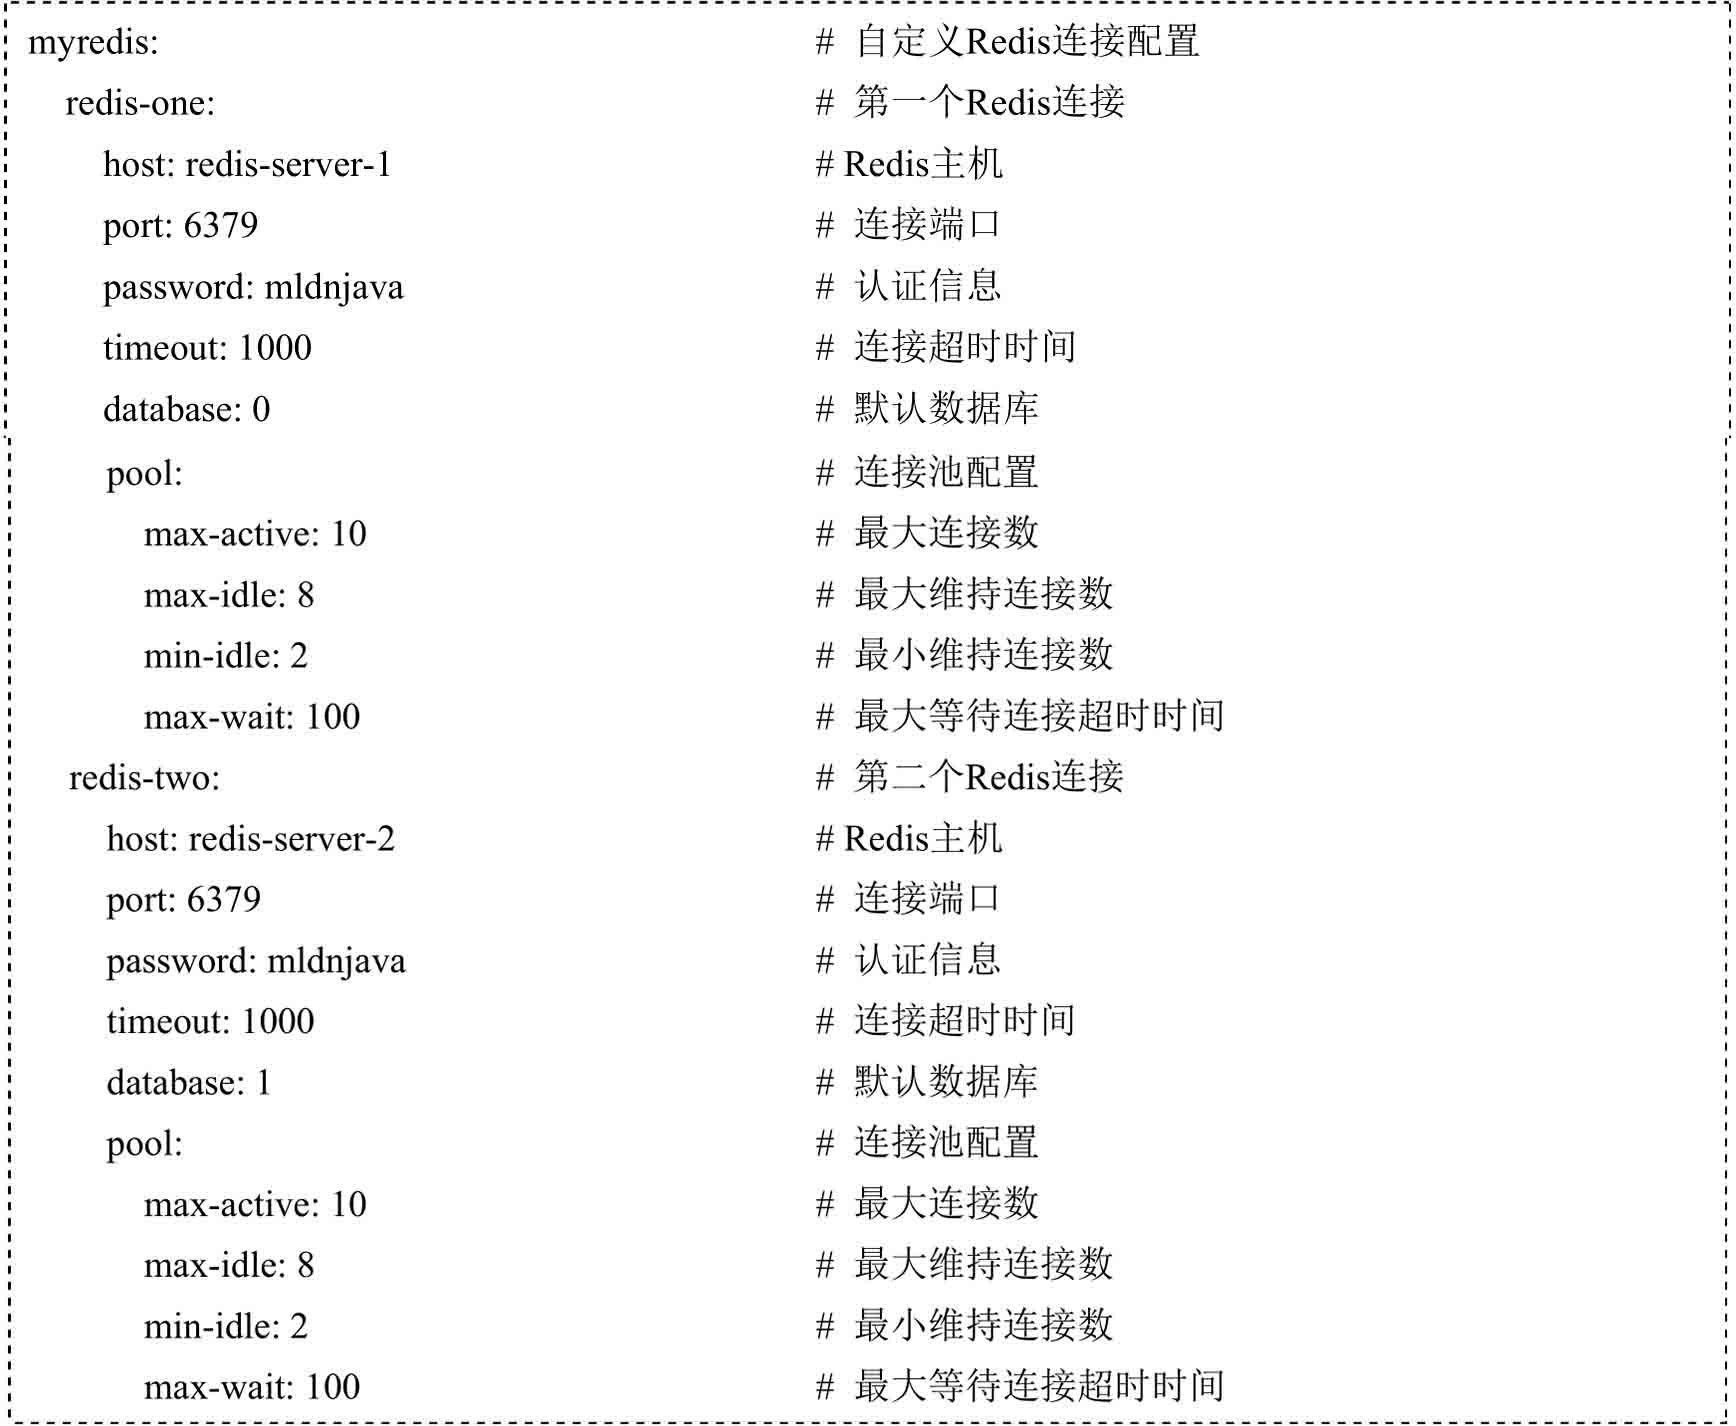 myredis: # 自定义Redis连接配置
redis-one: # 第一个Redis连接
host: redis-server-1 # Redis主机
port: 6379 # 连接端口
password: mldnjava # 认证信息
timeout: 1000 # 连接超时时间
database: 0 # 默认数据库
pool: # 连接池配置
max-active: 10 # 最大连接数
max-idle: 8 # 最大维持连接数
min-idle: 2 # 最小维持连接数
max-wait: 100 # 最大等待连接超时时间
redis-two: # 第二个Redis连接
host: redis-server-2 # Redis主机
port: 6379 # 连接端口
password: mldnjava # 认证信息
timeout: 1000 # 连接超时时间
database: 1 # 默认数据库
pool: # 连接池配置
max-active: 10 # 最大连接数
max-idle: 8 # 最大维持连接数
min-idle: 2 # 最小维持连接数
max-wait: 100 # 最大等待连接超时时间